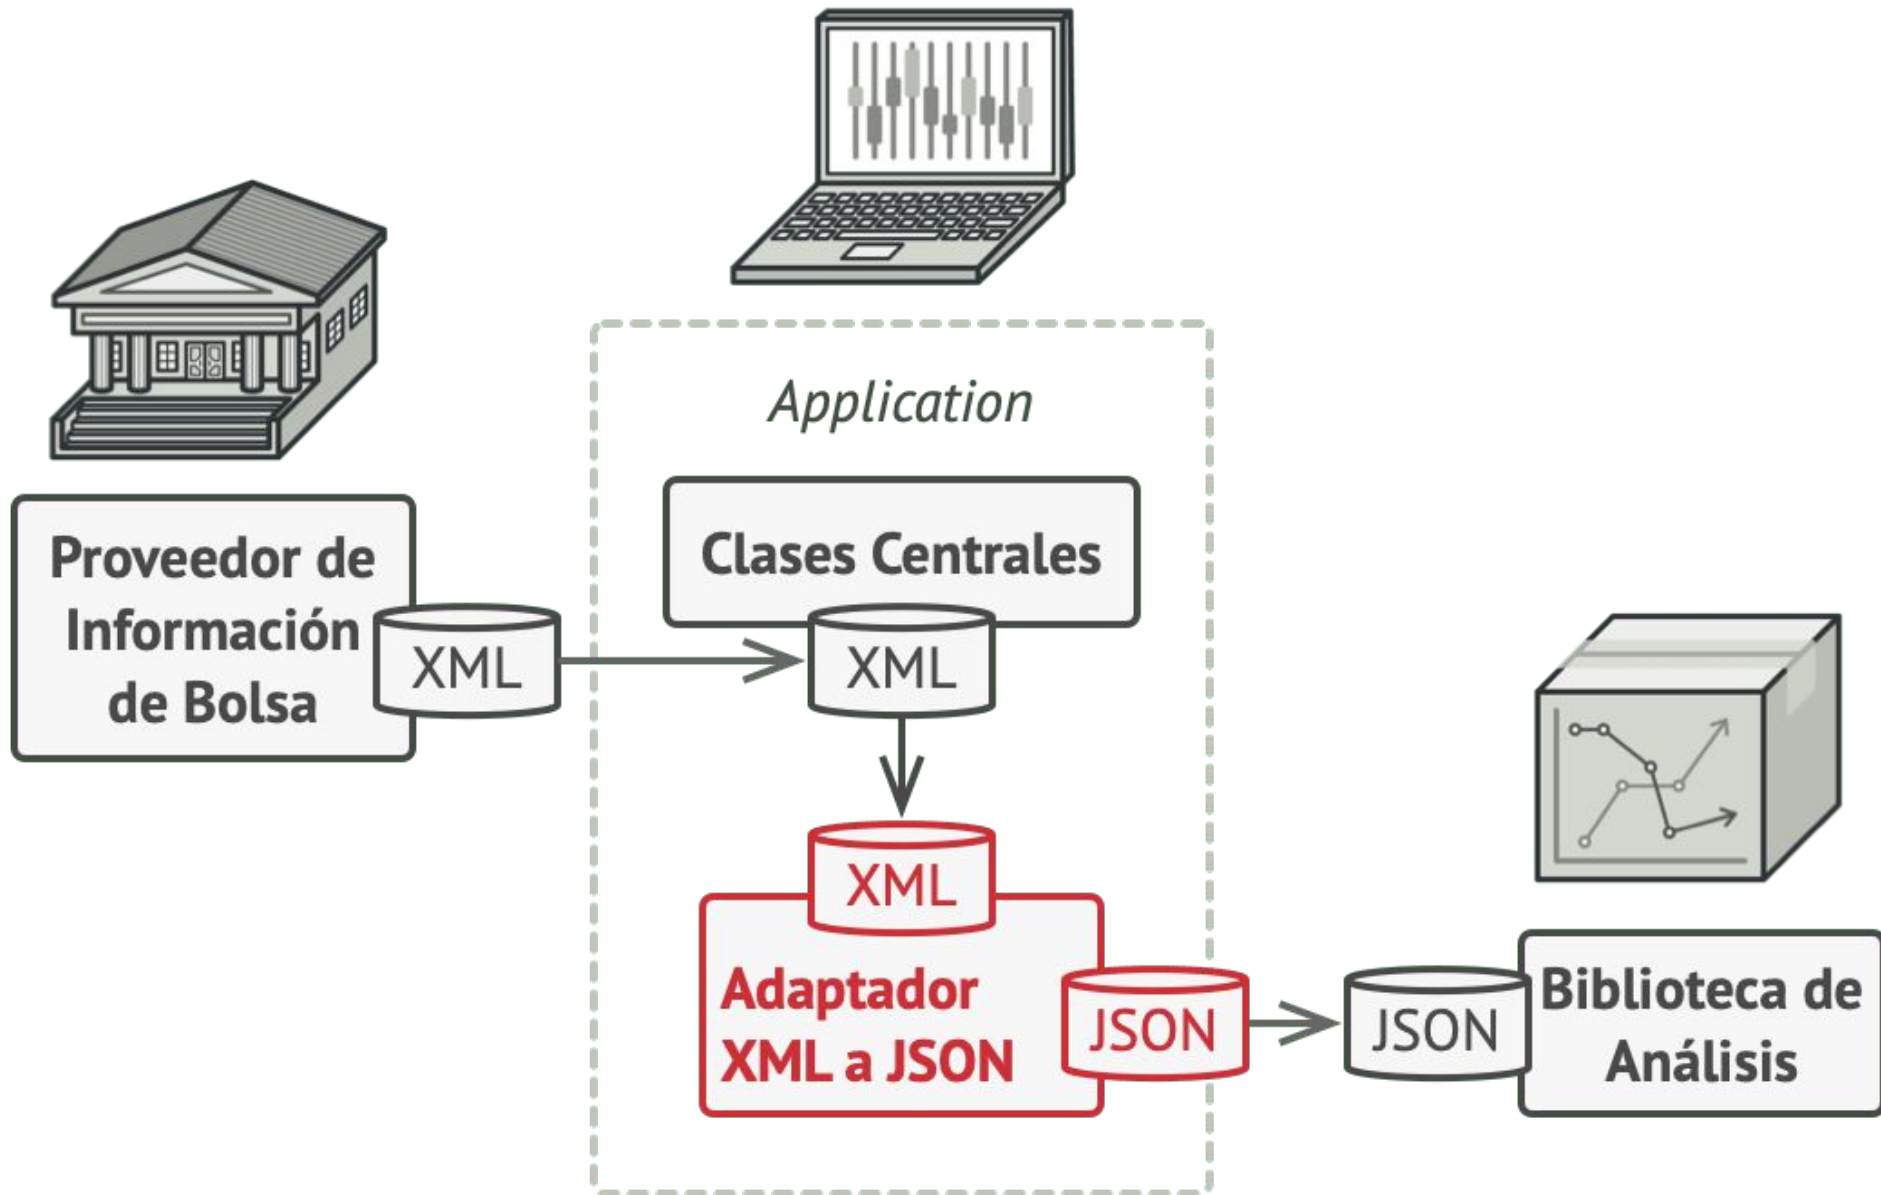 Application
Proveedor de
Información
de Bolsa
XML
Clases Centrales
XML
XML
Adaptador
XML a JSON
JSON
JSON
Biblioteca de
Análisis